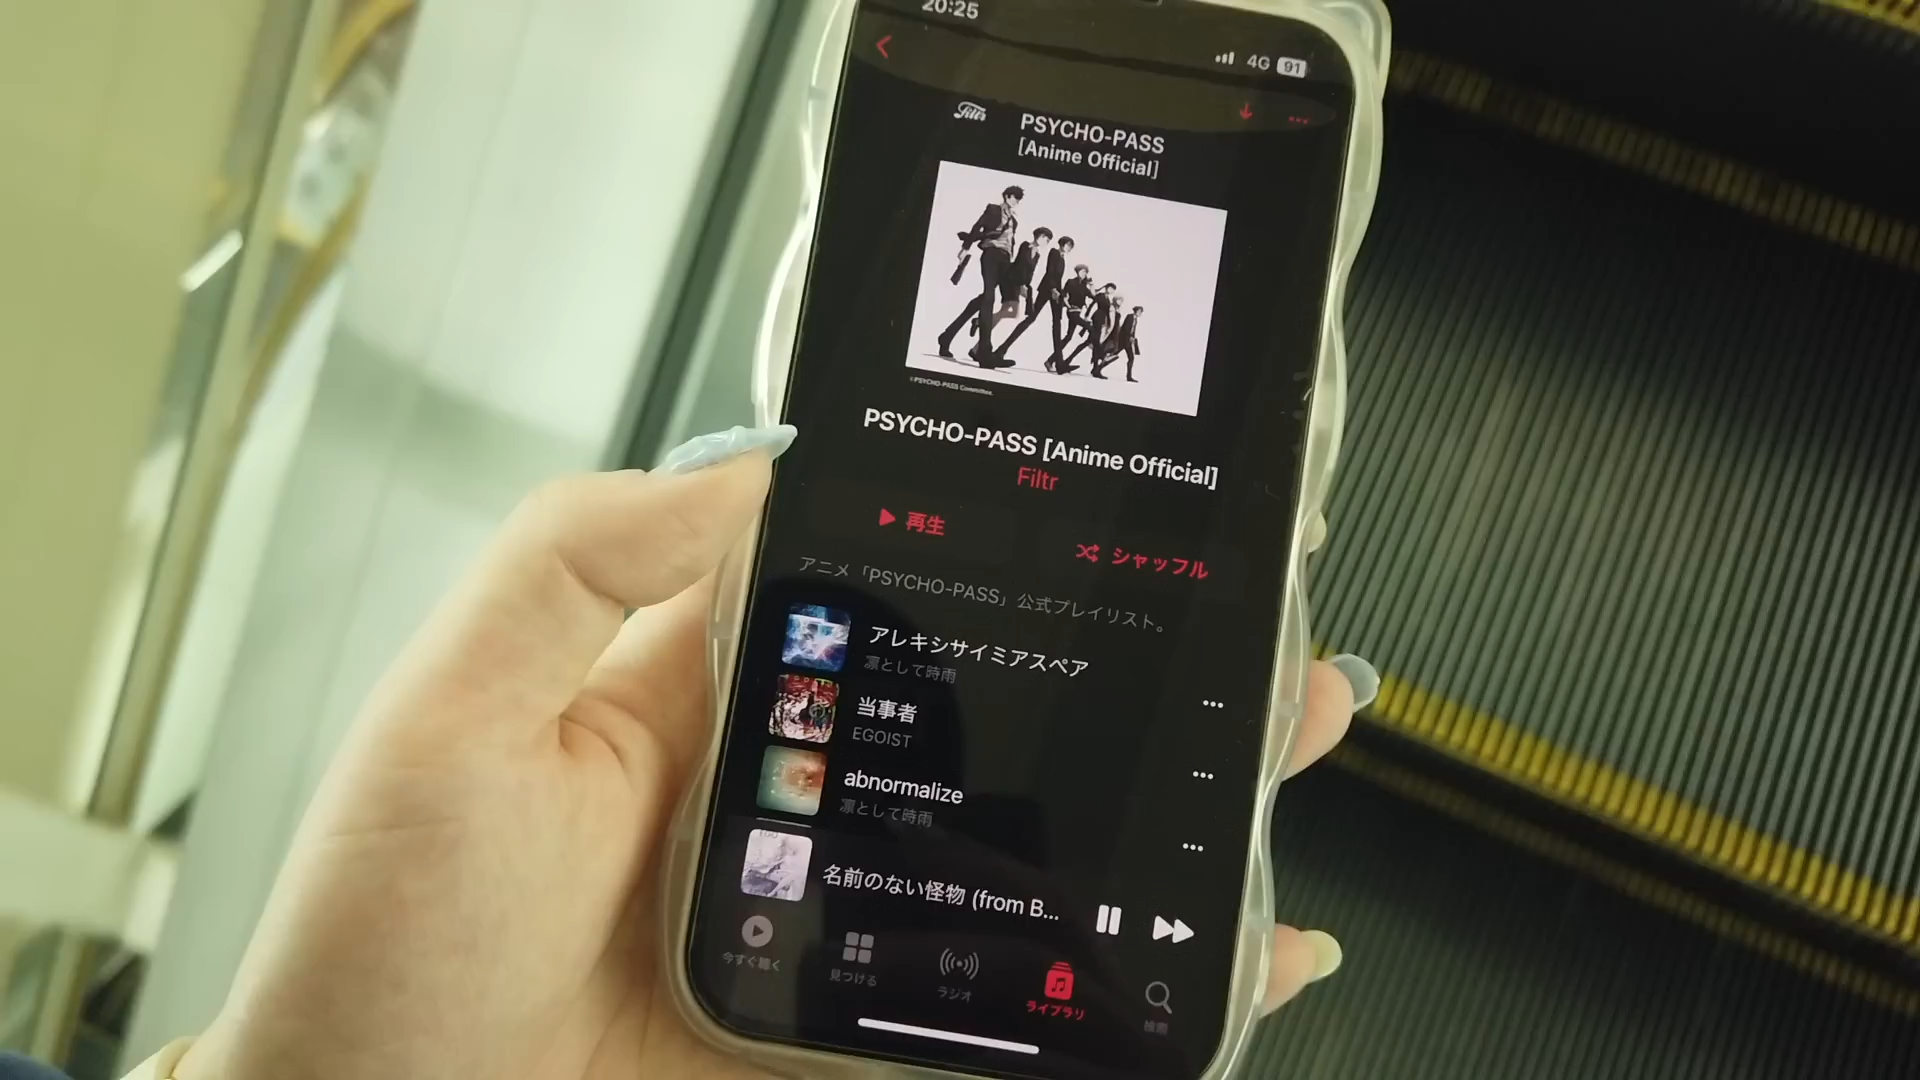 20:25
4G 91
Filtr
PSYCHO-PASS
[Anime Official]
©PSYCHO-PASS Committee.
PSYCHO-PASS [Anime Official]
Filtr
再生
シャッフル
アニメ「PSYCHO-PASS」公式プレイリスト。
アレキシサイミアスペア
凛として時雨
当事者
EGOIST
abnormalize
凛として時雨
名前のない怪物 (from B...
今すぐ聴く
見つける
ラジオ
ライブラリ
検索